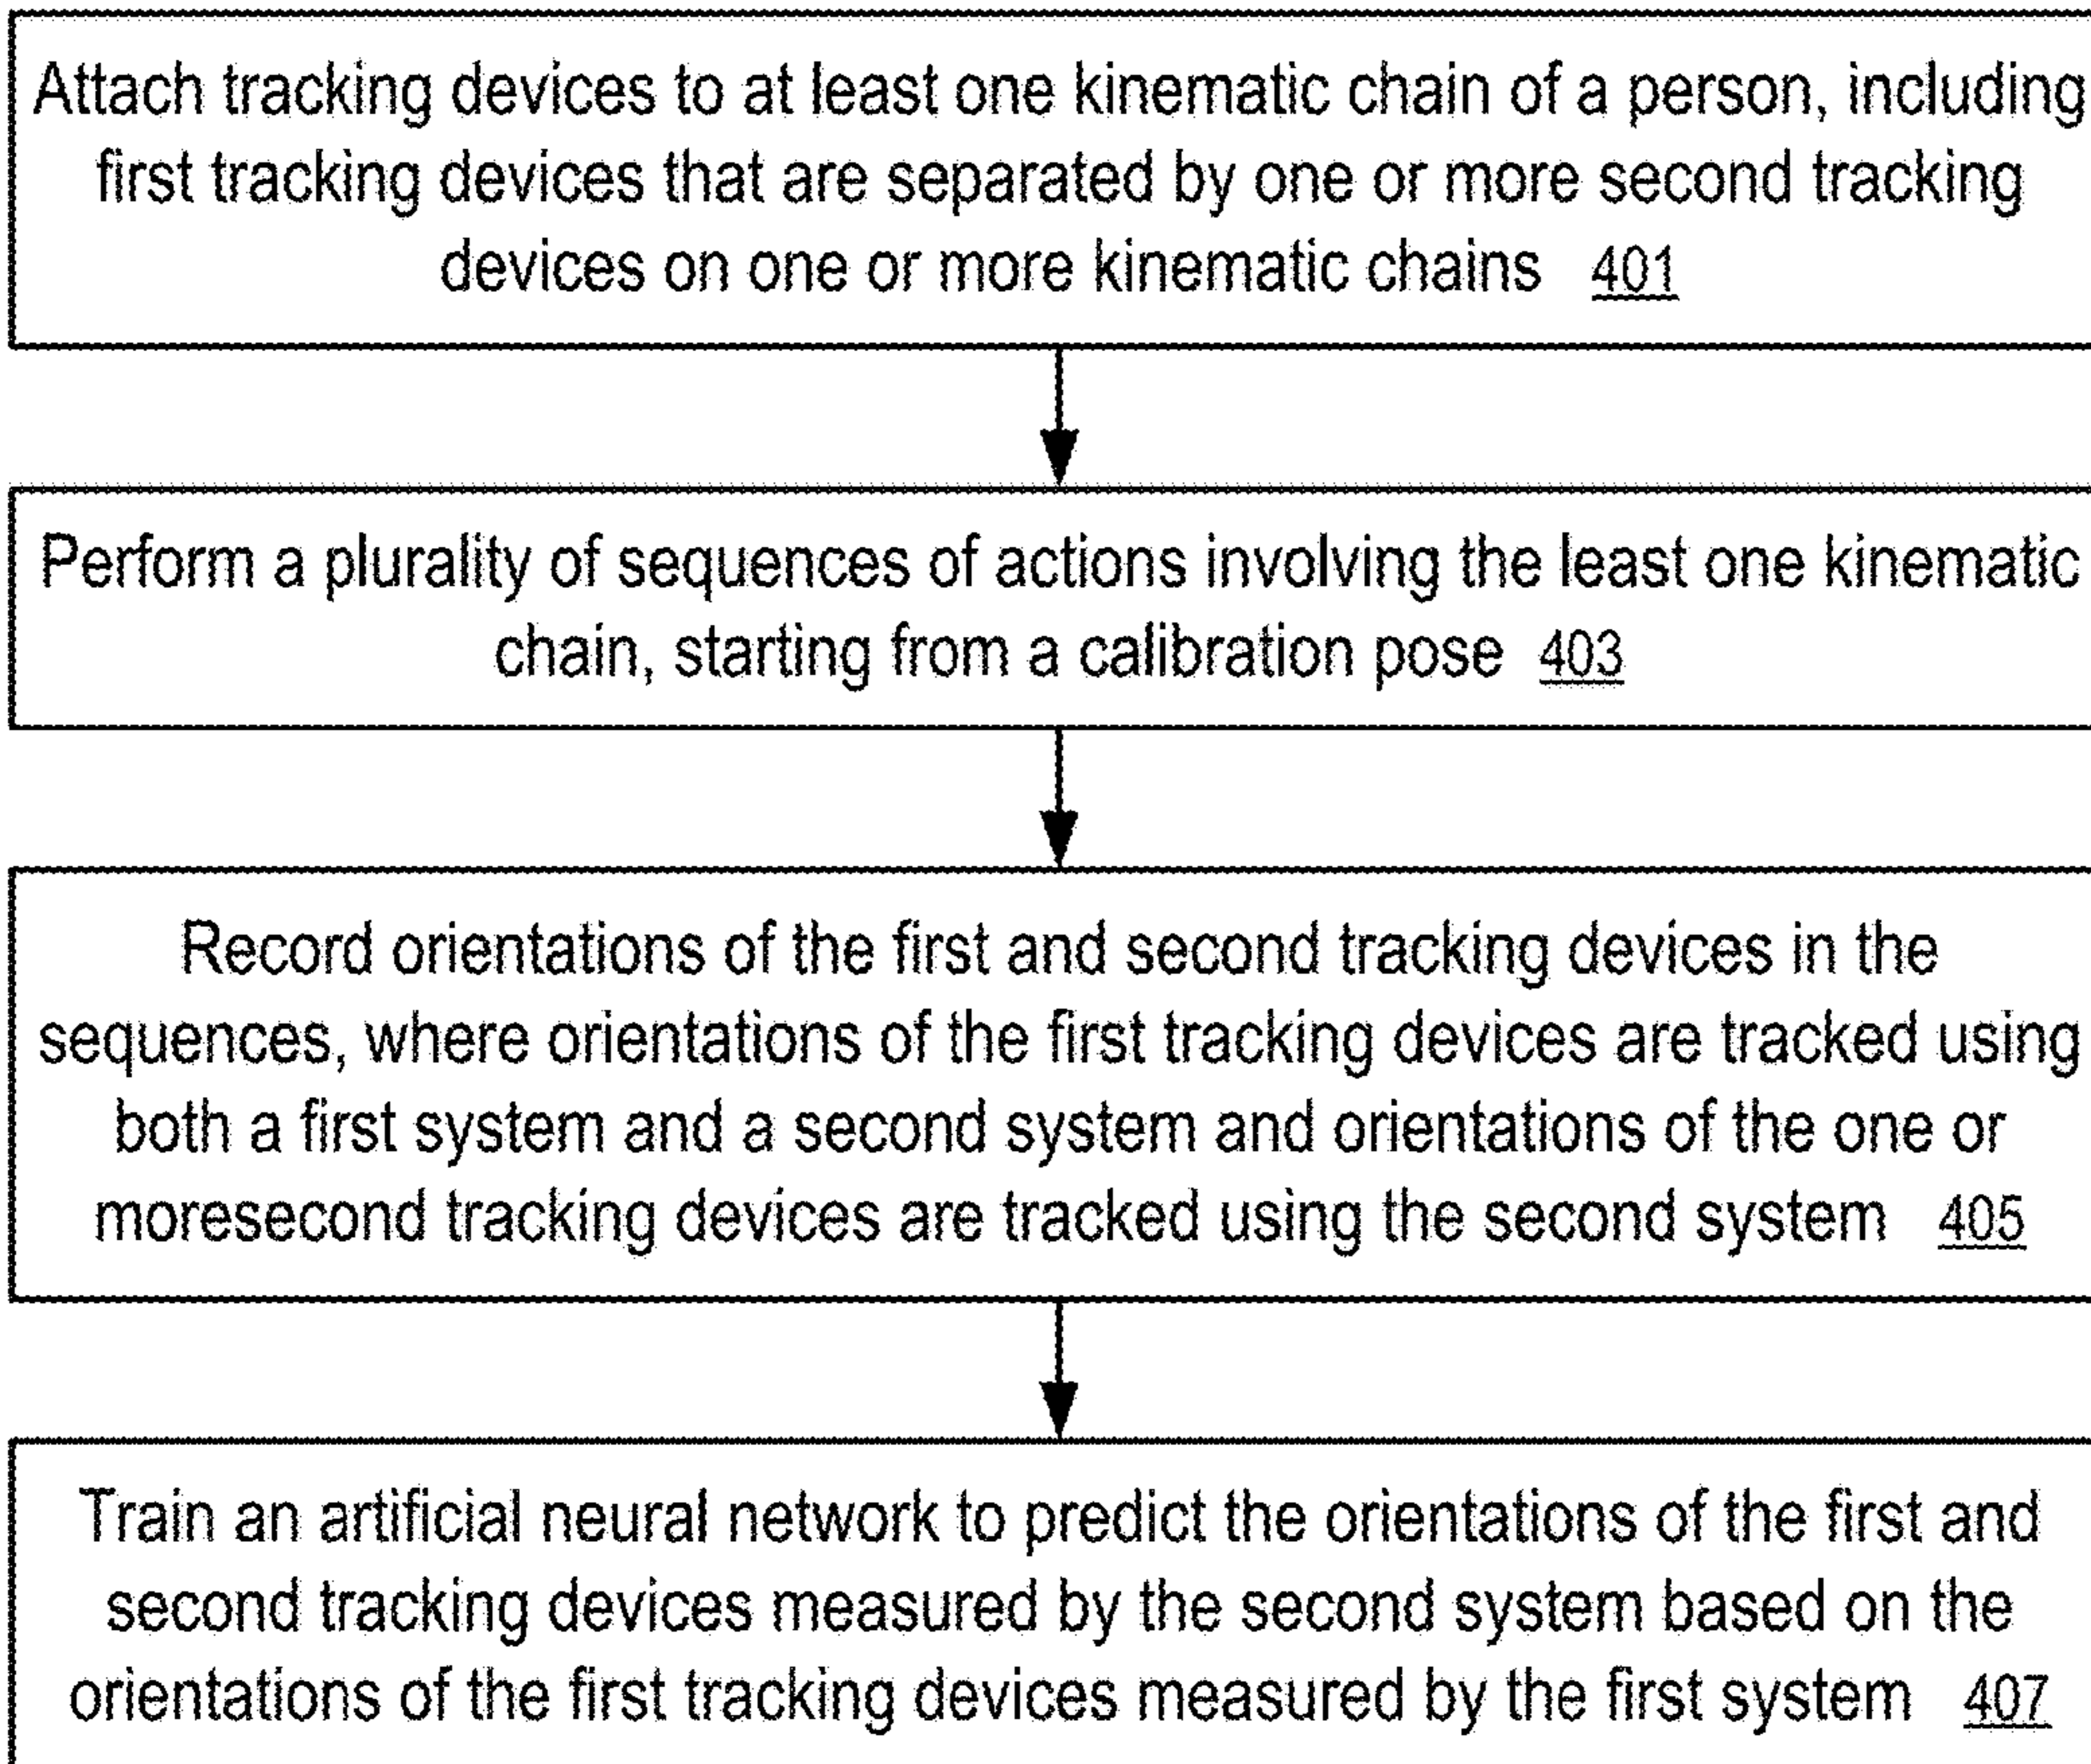 Attach tracking devices to at least one kinematic chain of a person, including
first tracking devices that are separated by one or more second tracking
devices on one or more kinematic chains 401
Perform a plurality of sequences of actions involving the least one kinematic
chain, starting from a calibration pose 403
Record orientations of the first and second tracking devices in the
sequences, where orientations of the first tracking devices are tracked using
both a first system and a second system and orientations of the one or
moresecond tracking devices are tracked using the second system 405
Train an artificial neural network to predict the orientations of the first and
second tracking devices measured by the second system based on the
orientations of the first tracking devices measured by the first system 407